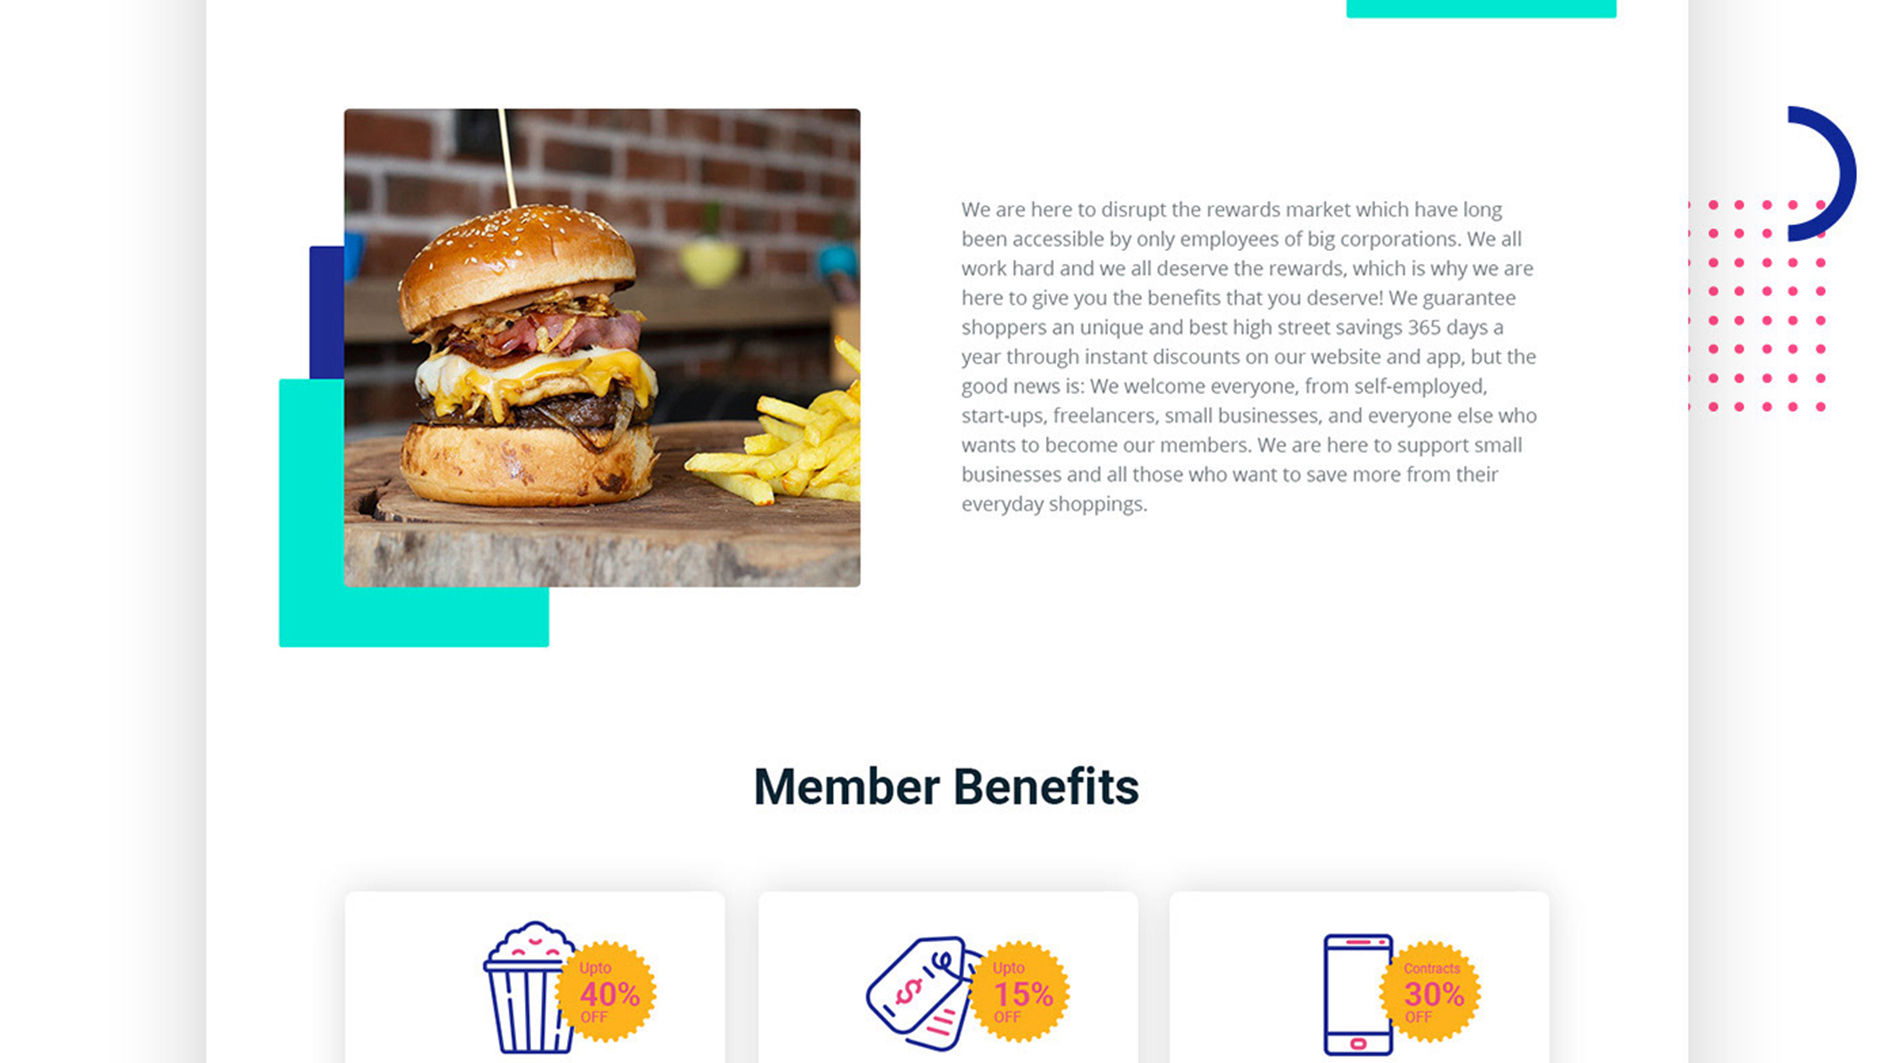 We are here to disrupt the rewards market which have long
been accessible by only employees of big corporations. We all
work hard and we all deserve the rewards, which is why we are
here to give you the benefits that you deserve! We guarantee
shoppers an unique and best high street savings 365 days a
year through instant discounts on our website and app, but the
good news is: We welcome everyone, from self-employed,
start-ups, freelancers, small businesses, and everyone else who
wants to become our members. We are here to support small
businesses and all those who want to save more from their
everyday shoppings.
Member Benefits
Upto
40%
OFF
$
Upto
15%
OFF
Contracts
30%
OFF